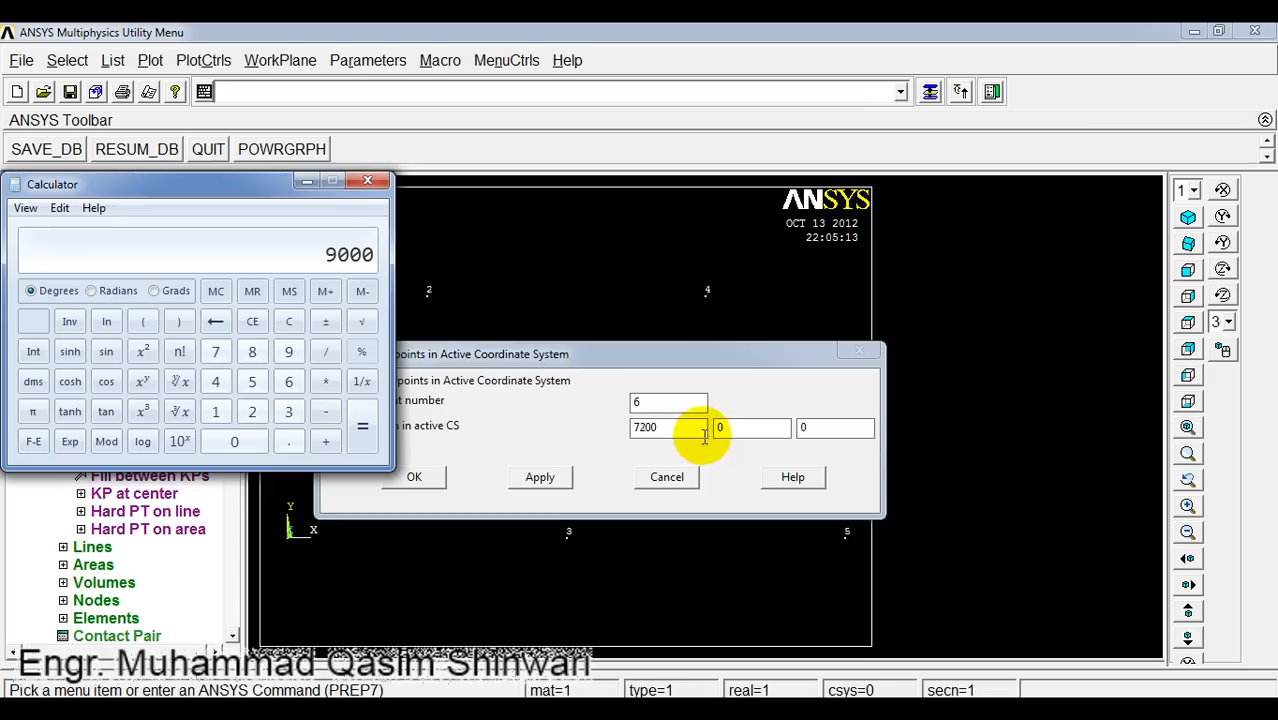 ANSYS Multiphysics Utility Menu
File Select List Plot PlotCtrls WorkPlane Parameters Macro MenuCtrls Help
ANSYS Toolbar
SAVE_DB RESUM_DB QUIT POWRGRPH
Calculator
View Edit Help
9000
Degrees Radians Grads MC MR MS M+ M-
Inv ln ( ) ← CE C ± √
Int sinh sin x² n! 7 8 9 / %
dms cosh cos xʸ ʸ√x 4 5 6 * 1/x
π tanh tan x³ ³√x 1 2 3 - =
F-E Exp Mod log 10ˣ 0 . +
ANSYS
OCT 13 2012
22:05:13
1
3
2 4
points in Active Coordinate System
points in Active Coordinate System
t number 6
n in active CS 7200 0 0
OK Apply Cancel Help
Y
X 3 5
Fill between KPs
KP at center
Hard PT on line
Hard PT on area
Lines
Areas
Volumes
Nodes
Elements
Contact Pair
Engr. Muhammad Qasim Shinwari
Pick a menu item or enter an ANSYS Command (PREP7) mat=1 type=1 real=1 csys=0 secn=1